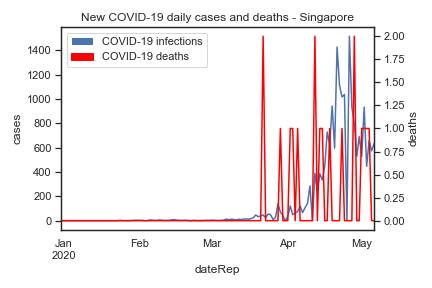 New COVID-19 daily cases and deaths - Singapore
COVID-19 infections
COVID-19 deaths
1400
1200
1000
800
600
400
200
0
cases
2.00
1.75
1.50
1.25
1.00
0.75
0.50
0.25
0.00
deaths
Jan Feb Mar Apr May
2020
dateRep